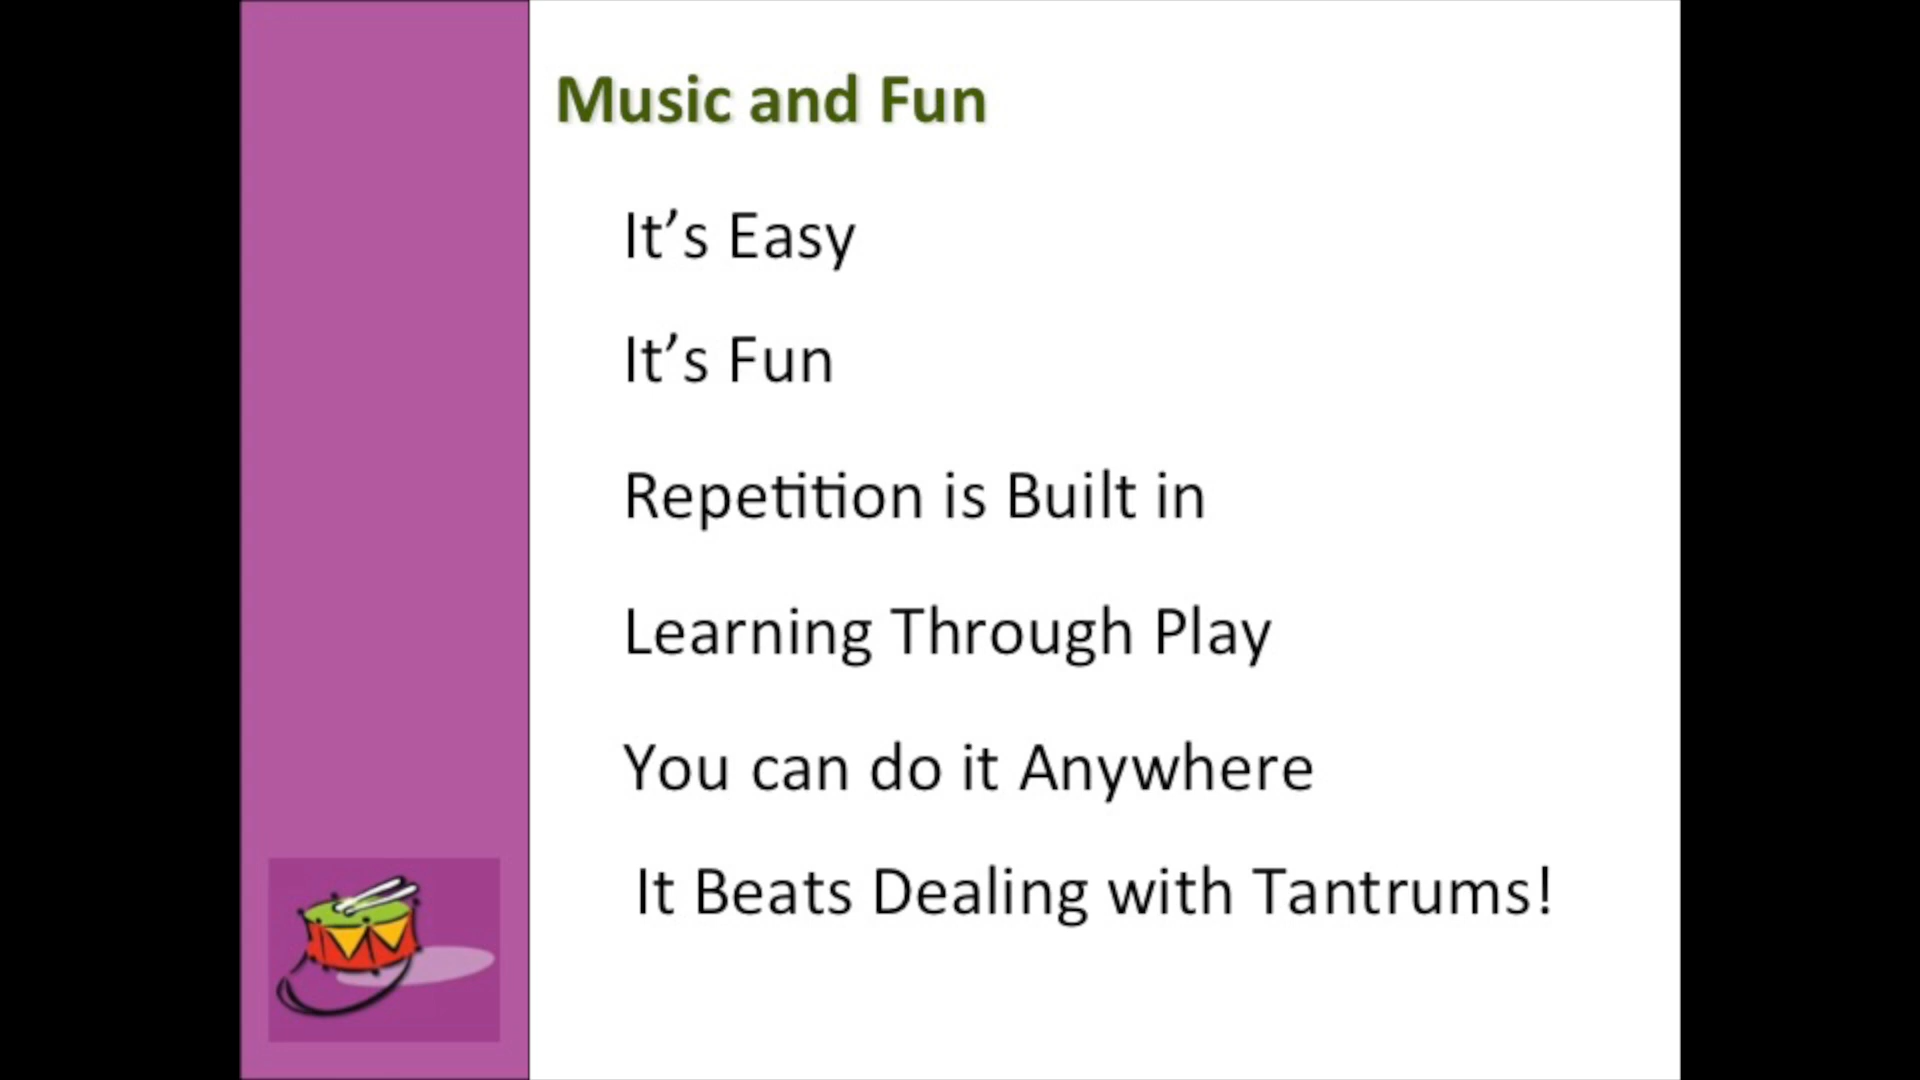 Music and Fun
It’s Easy
It’s Fun
Repetition is Built in
Learning Through Play
You can do it Anywhere
It Beats Dealing with Tantrums!